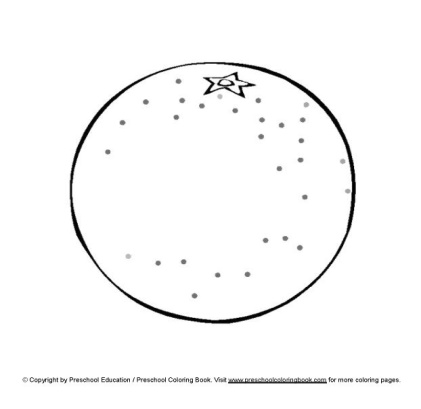 © Copyright by Preschool Education / Preschool Coloring Book. Visit www.preschoolcoloringbook.com for more coloring pages.